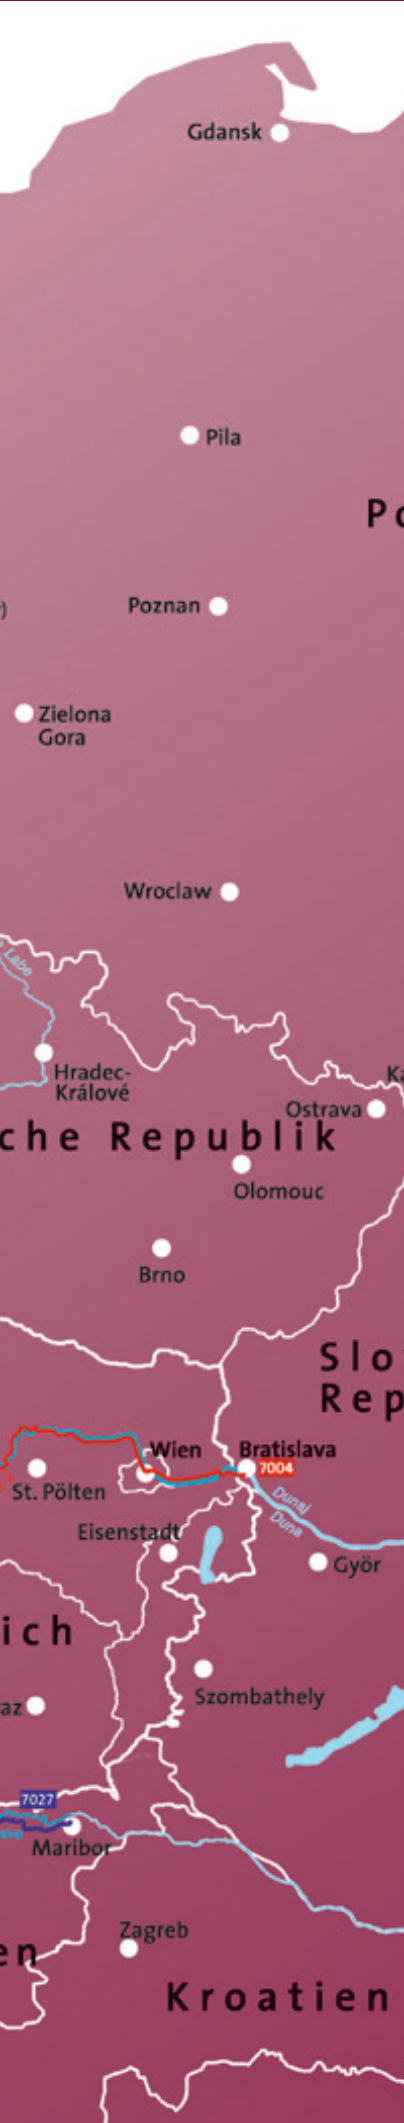 Gdansk
Pila
Po
Poznan
)
Zielona
Gora
Wroclaw
Labe
Hradec-
Králové
Ka
Ostrava
che Republik
Olomouc
Brno
Slo
Rep
Wien
Bratislava
7004
St. Pölten
Dunaj
Duna
Eisenstadt
Györ
ich
Szombathely
az
7027
Maribor
Zagreb
en
Kroatien